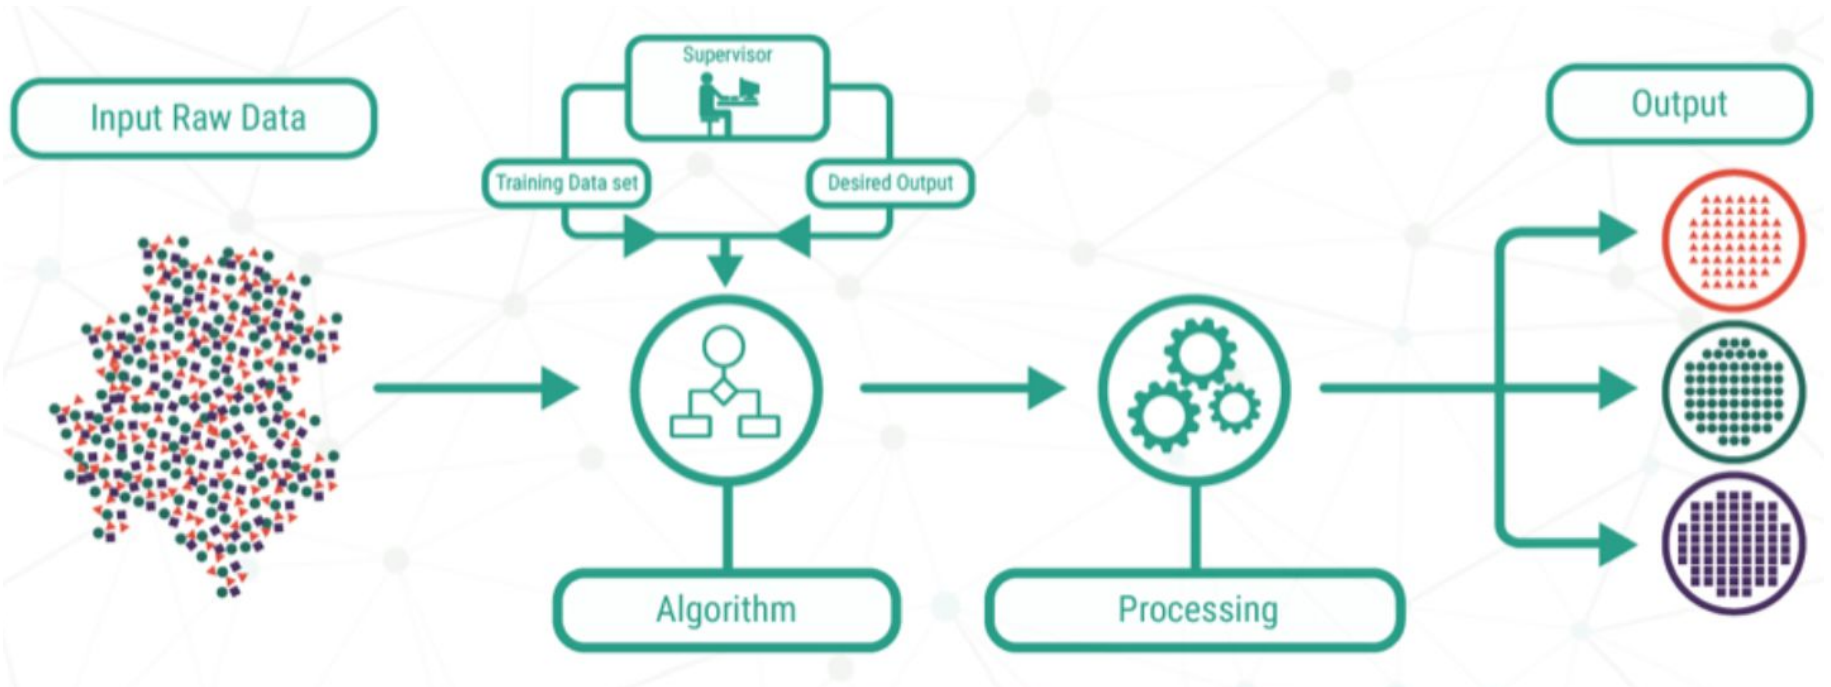 Input Raw Data
Supervisor
Training Data set
Desired Output
Algorithm
Processing
Output